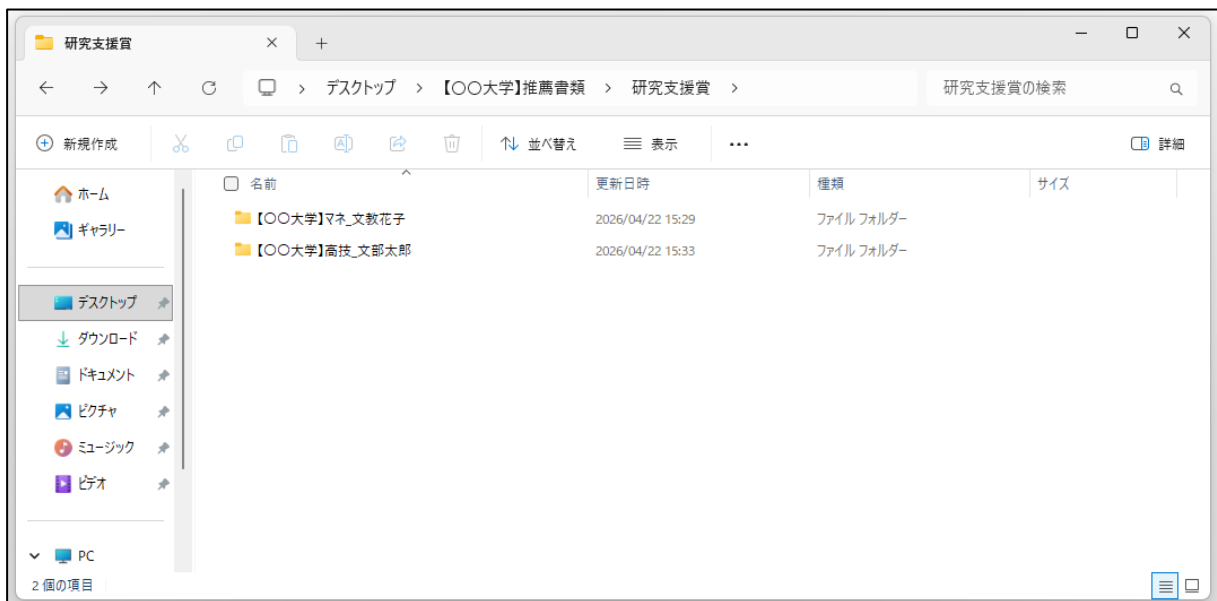 研究支援賞
デスクトップ > 【〇〇大学】推薦書類 > 研究支援賞 >
研究支援賞の検索
新規作成
並べ替え
表示
詳細
名前 更新日時 種類 サイズ
【〇〇大学】マネ_文教花子 2026/04/22 15:29 ファイル フォルダー
【〇〇大学】高技_文部太郎 2026/04/22 15:33 ファイル フォルダー
ホーム
ギャラリー
デスクトップ
ダウンロード
ドキュメント
ピクチャ
ミュージック
ビデオ
PC
2 個の項目